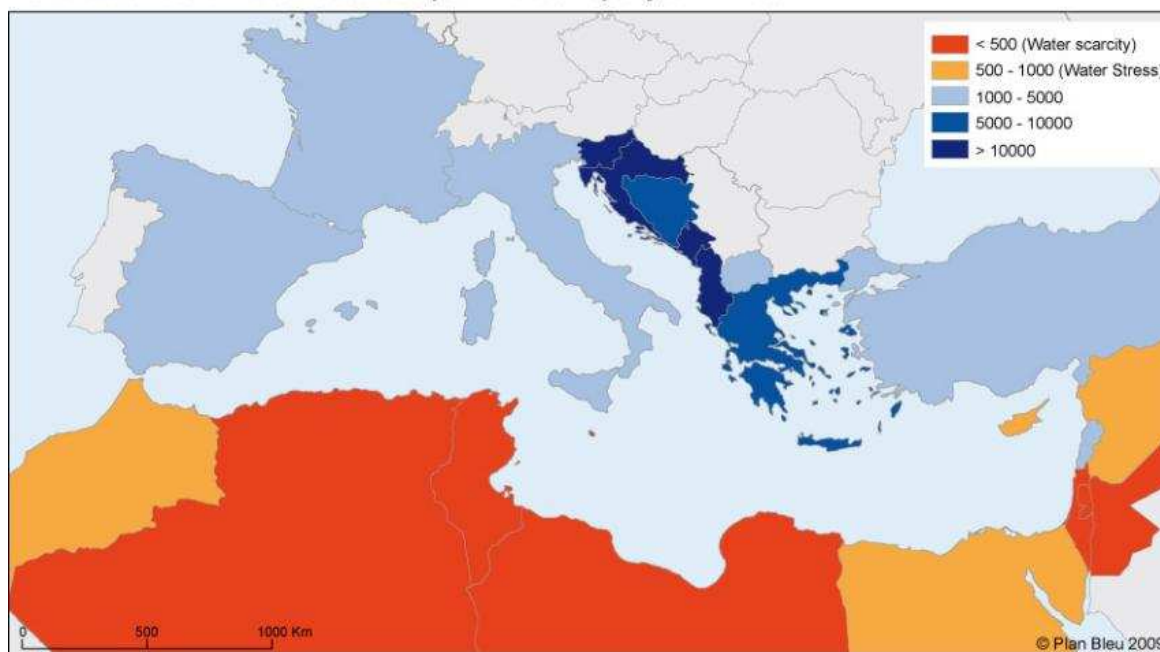 < 500 (Water scarcity)
500 - 1000 (Water Stress)
1000 - 5000
5000 - 10000
> 10000
0 500 1000 Km
© Plan Bleu 2009